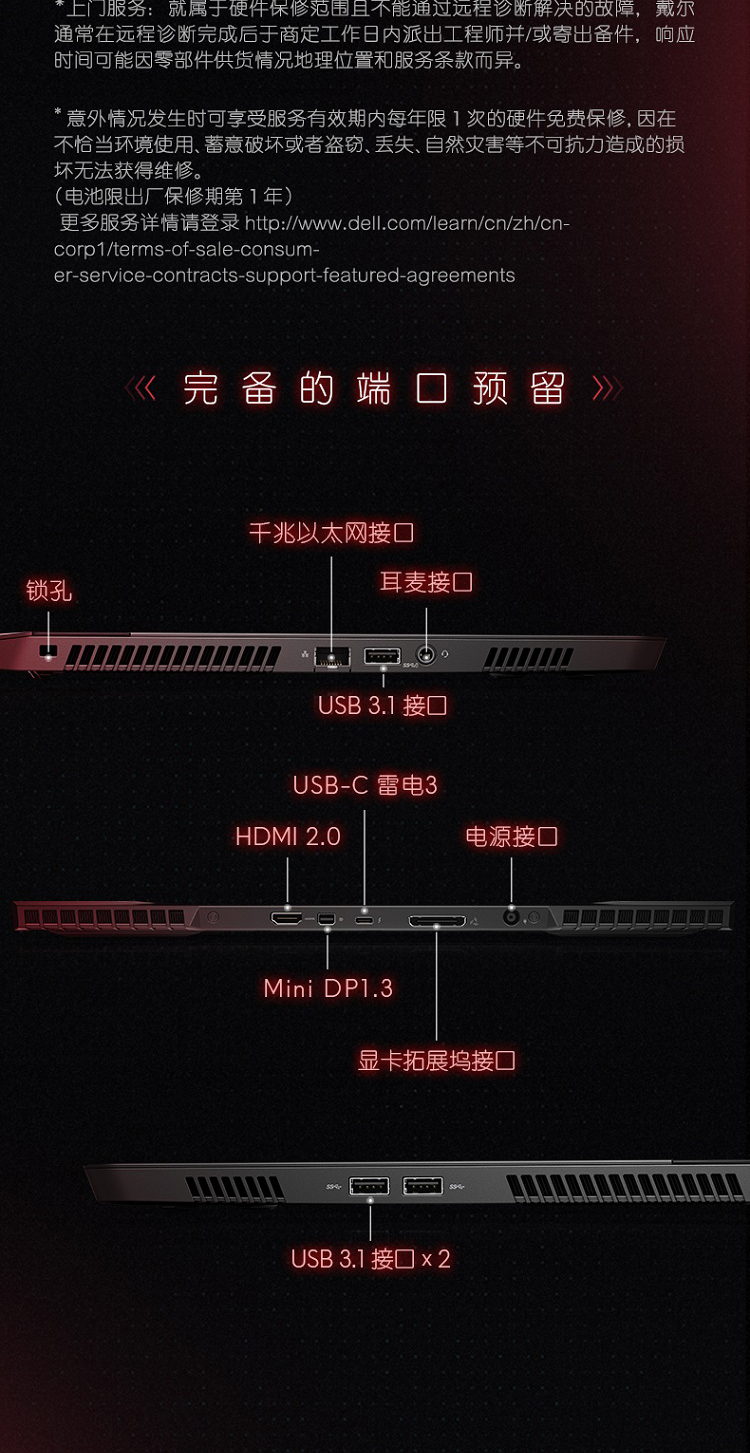 *上门服务：就属于硬件保修范围且不能通过远程诊断解决的故障，戴尔
通常在远程诊断完成后于商定工作日内派出工程师并/或寄出备件，响应
时间可能因零部件供货情况地理位置和服务条款而异。
* 意外情况发生时可享受服务有效期内每年限 1 次的硬件免费保修, 因在
不恰当环境使用、蓄意破坏或者盗窃、丢失、自然灾害等不可抗力造成的损
坏无法获得维修。
（电池限出厂保修期第 1 年）
更多服务详情请登录 http://www.dell.com/learn/cn/zh/cn-
corp1/terms-of-sale-consum-
er-service-contracts-support-featured-agreements
完备的端口预留
千兆以太网接口
耳麦接口
锁孔
USB 3.1 接口
USB-C 雷电3
HDMI 2.0
电源接口
Mini DP1.3
显卡拓展坞接口
USB 3.1 接口 x 2